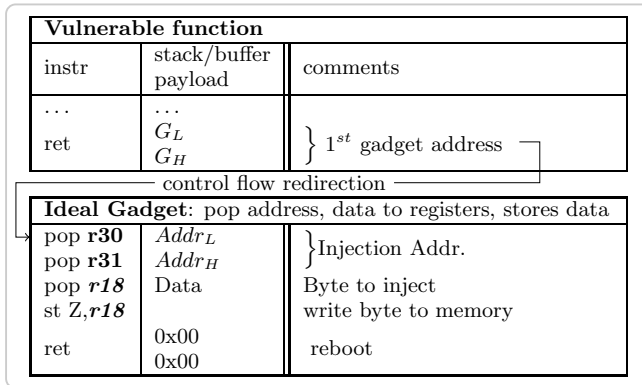 Vulnerable function
instr stack/buffer payload comments
... ...
ret G_L G_H } 1^st gadget address
control flow redirection
Ideal Gadget: pop address, data to registers, stores data
pop r30 Addr_L }Injection Addr.
pop r31 Addr_H
pop r18 Data Byte to inject
st Z,r18 write byte to memory
ret 0x00 0x00 reboot